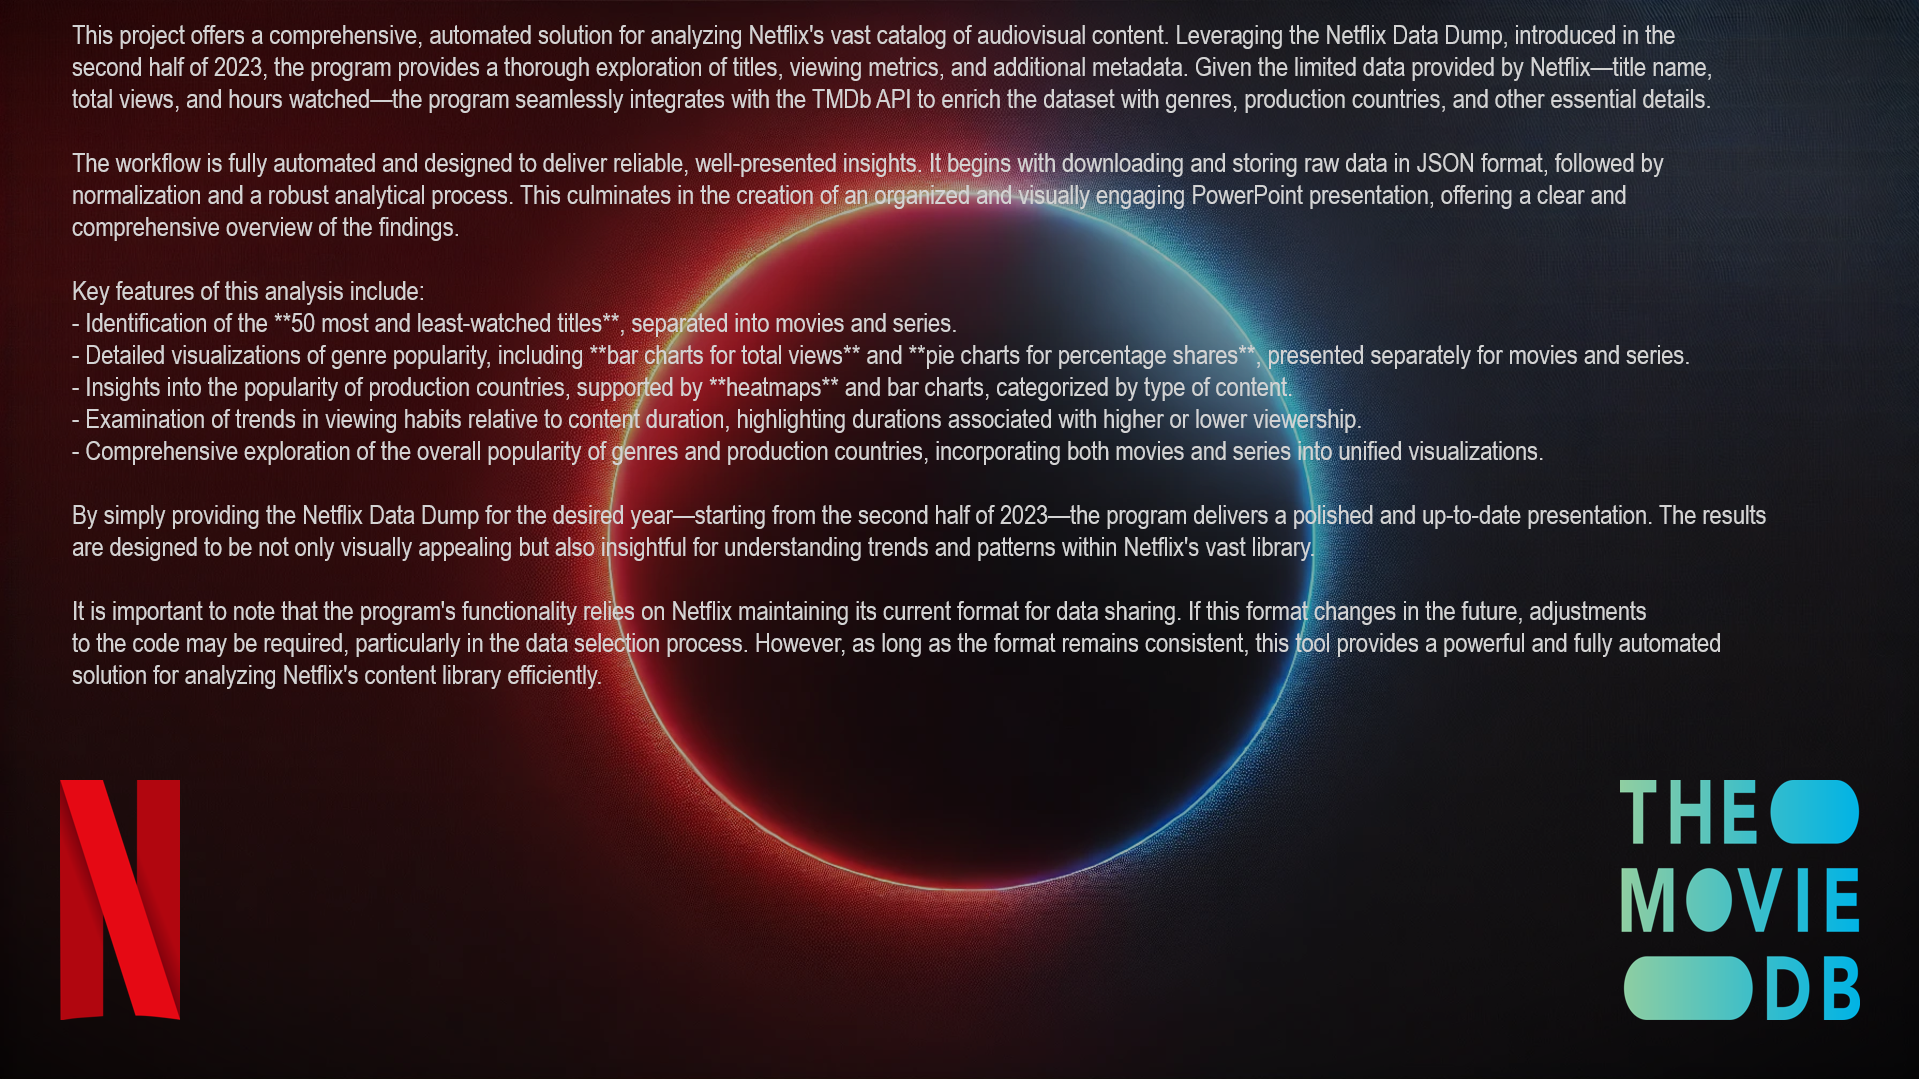 This project offers a comprehensive, automated solution for analyzing Netflix's vast catalog of audiovisual content. Leveraging the Netflix Data Dump, introduced in the
second half of 2023, the program provides a thorough exploration of titles, viewing metrics, and additional metadata. Given the limited data provided by Netflix—title name,
total views, and hours watched—the program seamlessly integrates with the TMDb API to enrich the dataset with genres, production countries, and other essential details.
The workflow is fully automated and designed to deliver reliable, well-presented insights. It begins with downloading and storing raw data in JSON format, followed by
normalization and a robust analytical process. This culminates in the creation of an organized and visually engaging PowerPoint presentation, offering a clear and
comprehensive overview of the findings.
Key features of this analysis include:
- Identification of the **50 most and least-watched titles**, separated into movies and series.
- Detailed visualizations of genre popularity, including **bar charts for total views** and **pie charts for percentage shares**, presented separately for movies and series.
- Insights into the popularity of production countries, supported by **heatmaps** and bar charts, categorized by type of content.
- Examination of trends in viewing habits relative to content duration, highlighting durations associated with higher or lower viewership.
- Comprehensive exploration of the overall popularity of genres and production countries, incorporating both movies and series into unified visualizations.
By simply providing the Netflix Data Dump for the desired year—starting from the second half of 2023—the program delivers a polished and up-to-date presentation. The results
are designed to be not only visually appealing but also insightful for understanding trends and patterns within Netflix's vast library.
It is important to note that the program's functionality relies on Netflix maintaining its current format for data sharing. If this format changes in the future, adjustments
to the code may be required, particularly in the data selection process. However, as long as the format remains consistent, this tool provides a powerful and fully automated
solution for analyzing Netflix's content library efficiently.
N
THE
MOVIE
DB